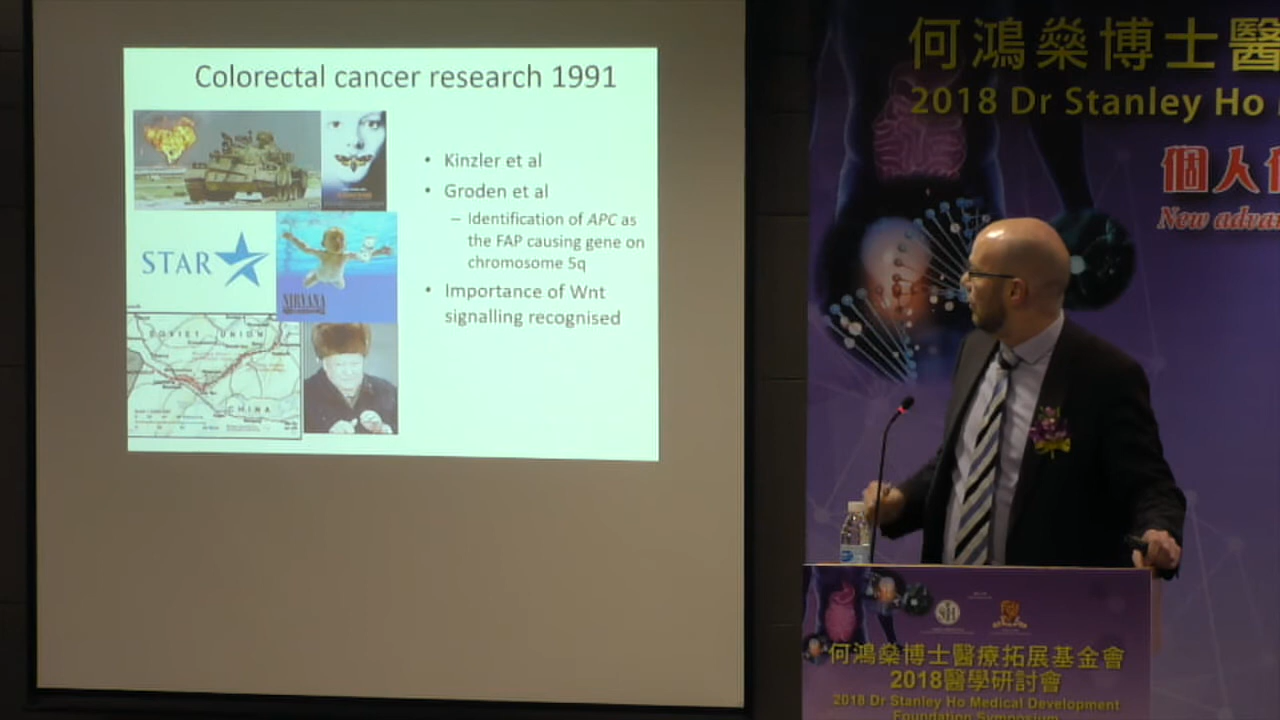 Colorectal cancer research 1991
• Kinzler et al
• Groden et al
– Identification of APC as
the FAP causing gene on
chromosome 5q
• Importance of Wnt
signalling recognised
STAR
NIRVANA
SOVIET UNION
CHINA
何鴻燊博士醫
2018 Dr Stanley Ho
個人
New adva
何鴻燊博士醫療拓展基金會
2018醫學研討會
2018 Dr Stanley Ho Medical Development
Foundation Symposium